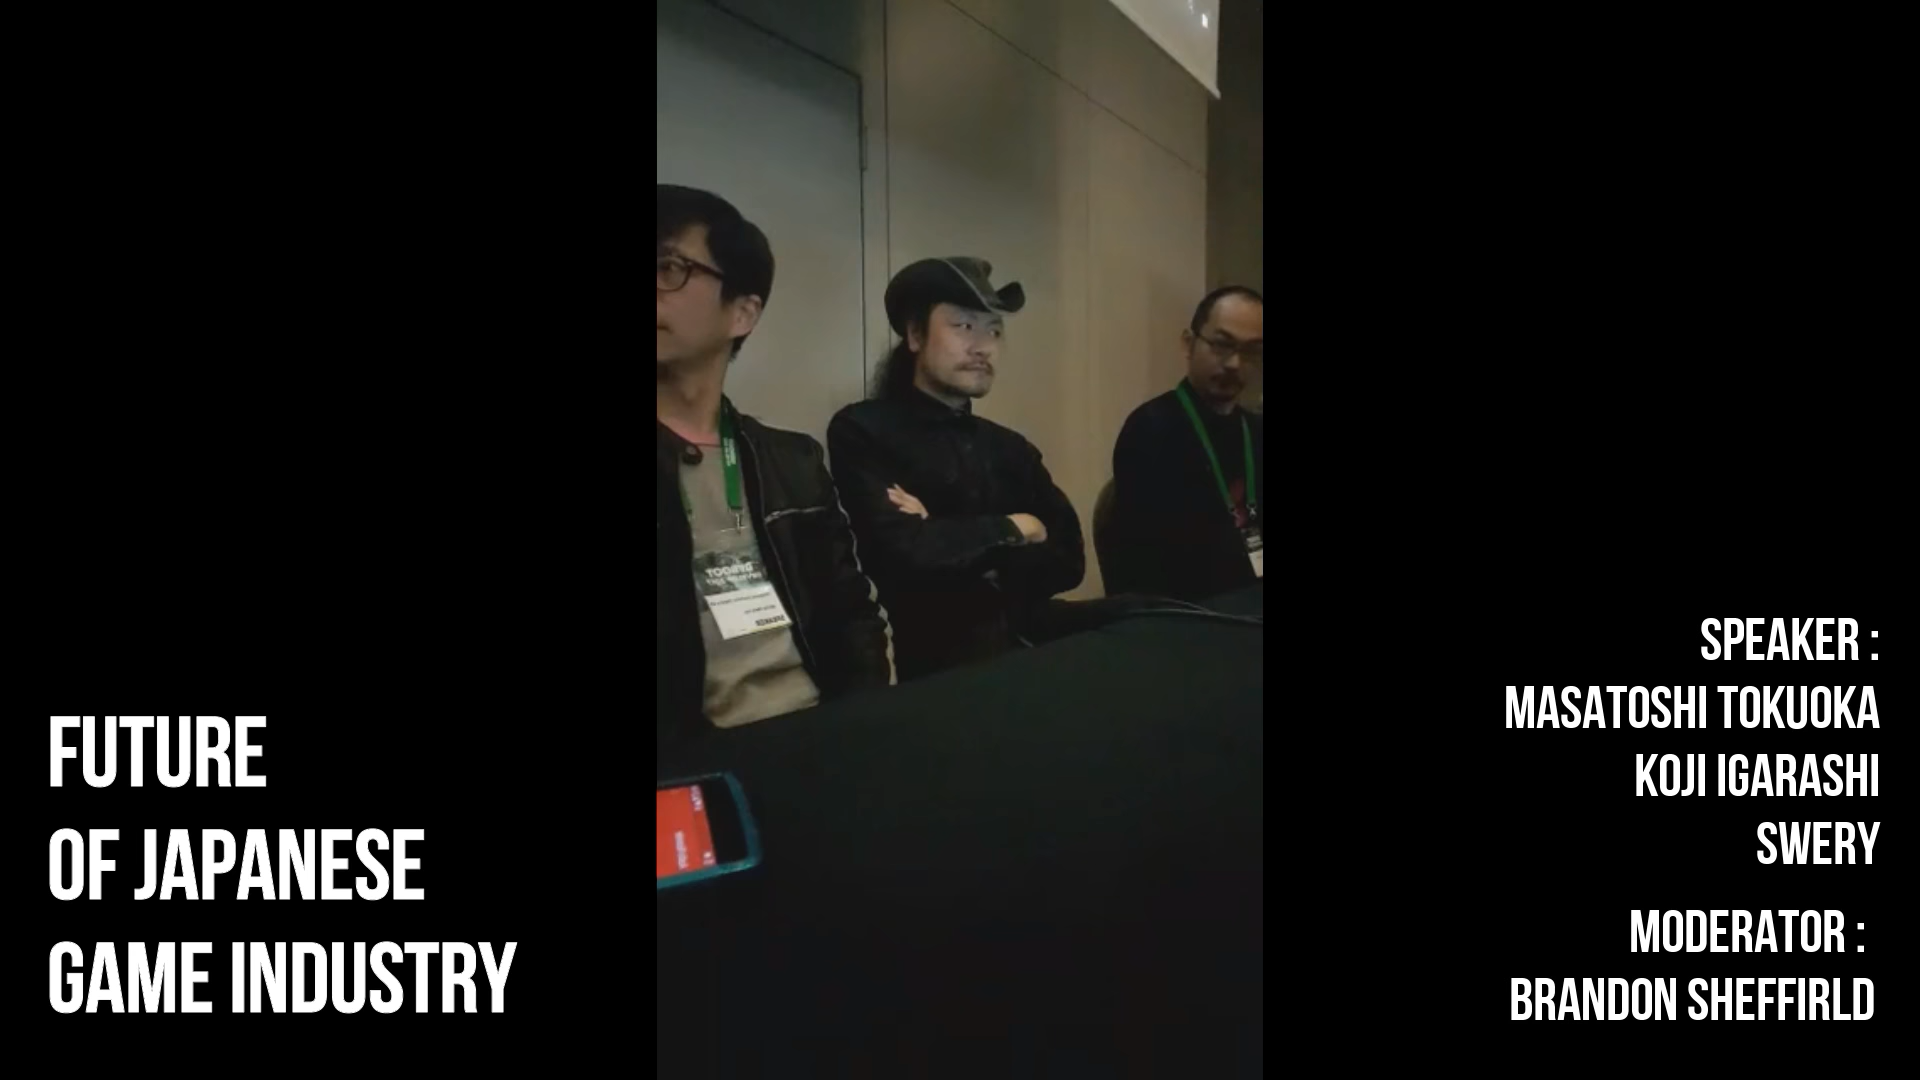 FUTURE
OF JAPANESE
GAME INDUSTRY
SPEAKER :
MASATOSHI TOKUOKA
KOJI IGARASHI
SWERY
MODERATOR :
BRANDON SHEFFIRLD